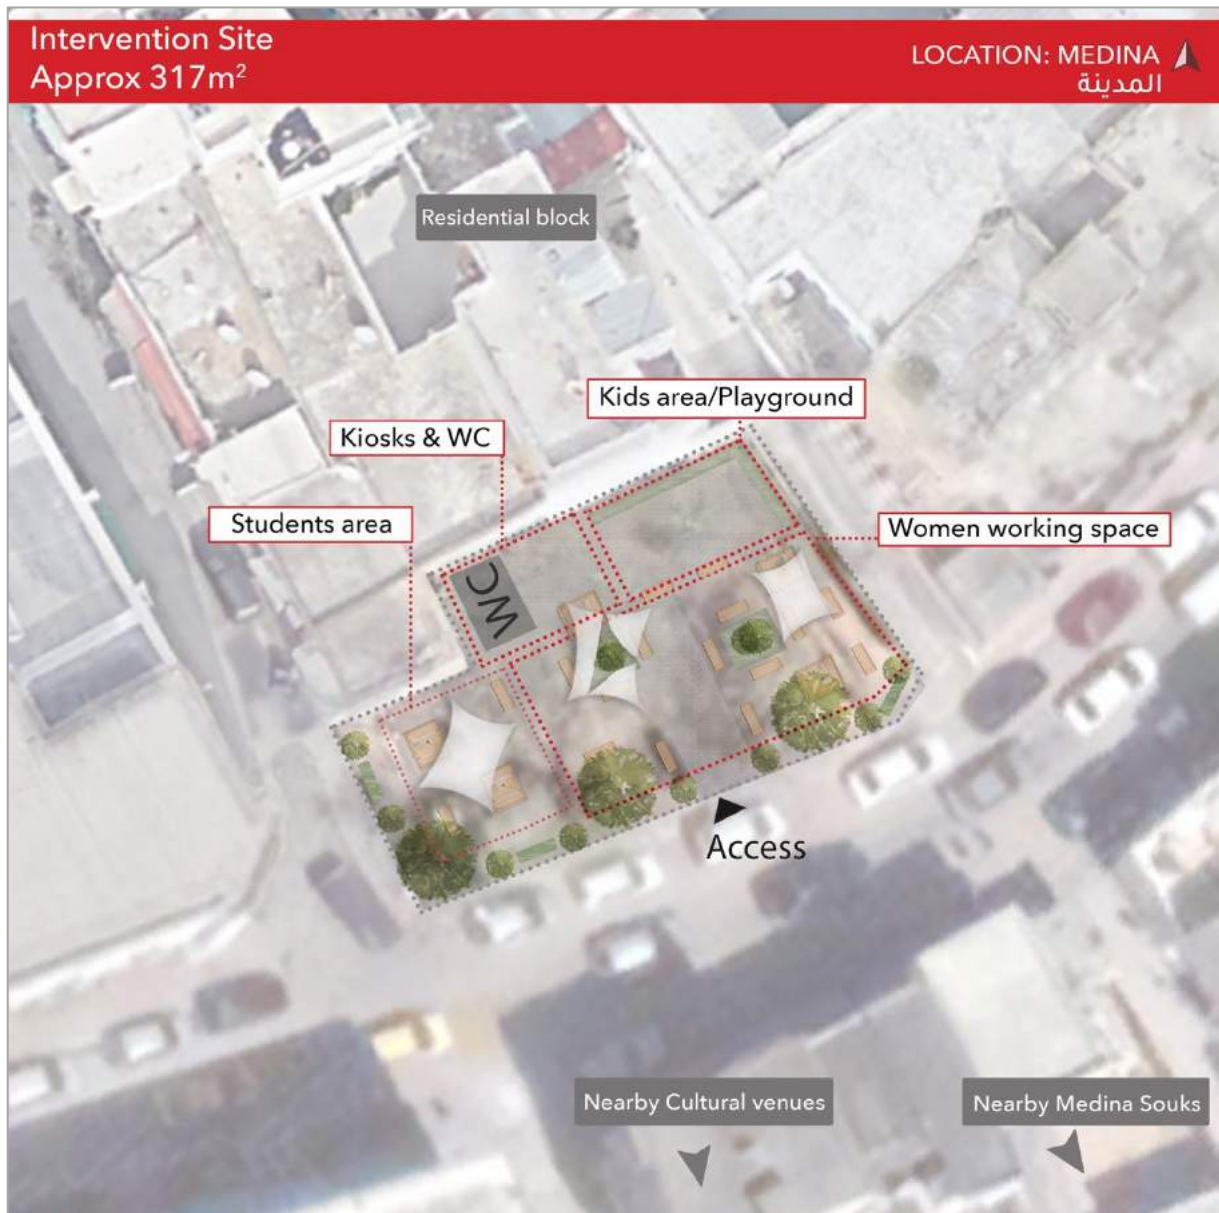 Intervention Site
Approx 317m²
LOCATION: MEDINA
المدينة
Residential block
Kids area/Playground
Kiosks & WC
Students area
Women working space
WC
Access
Nearby Cultural venues
Nearby Medina Souks